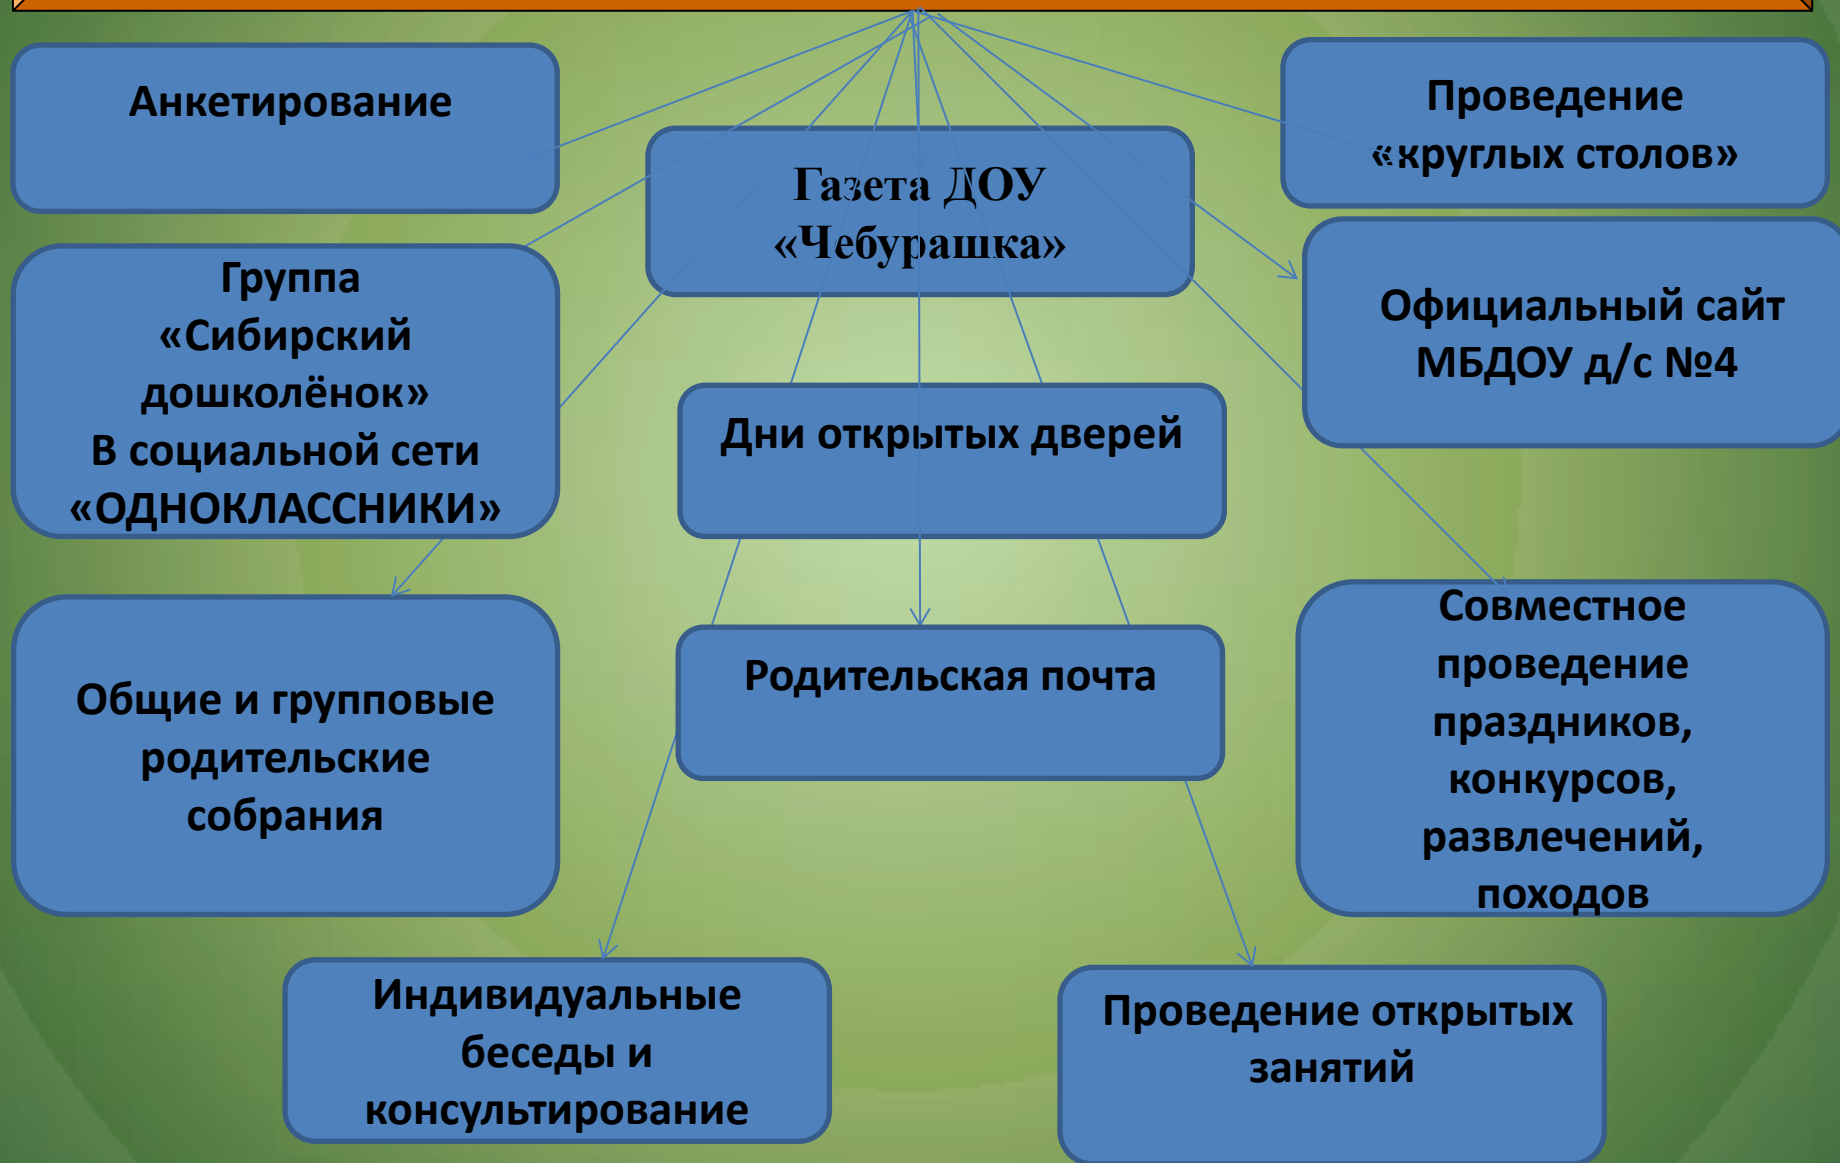 Анкетирование
Проведение
«круглых столов»
Газета ДОУ
«Чебурашка»
Группа
«Сибирский
дошколёнок»
В социальной сети
«ОДНОКЛАССНИКИ»
Официальный сайт
МБДОУ д/с №4
Дни открытых дверей
Общие и групповые
родительские
собрания
Родительская почта
Совместное
проведение
праздников,
конкурсов,
развлечений,
походов
Индивидуальные
беседы и
консультирование
Проведение открытых
занятий